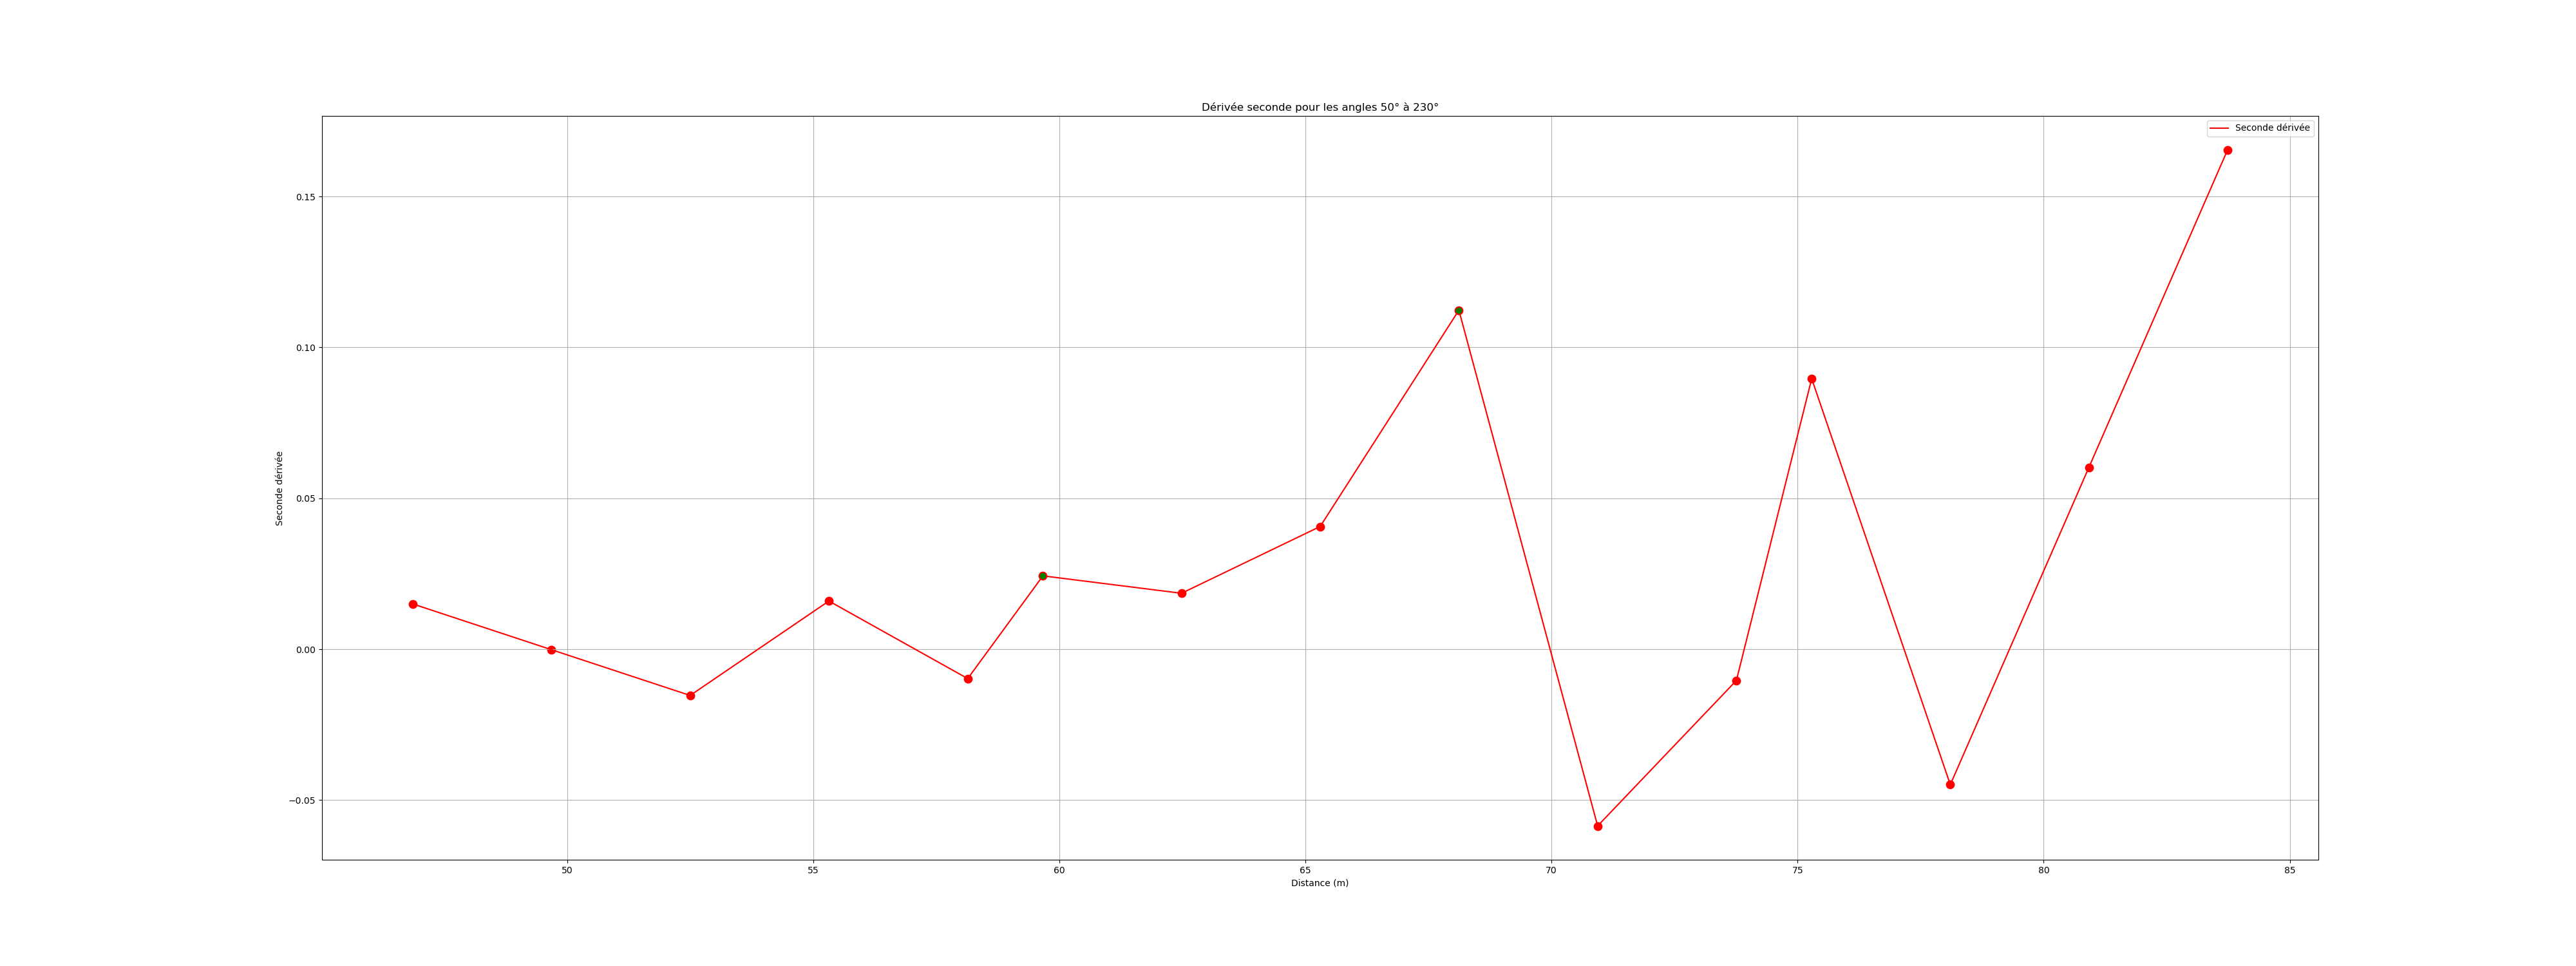 Dérivée seconde pour les angles 50° à 230°
Seconde dérivée
0.15
0.10
0.05
0.00
−0.05
Seconde dérivée
50 55 60 65 70 75 80 85
Distance (m)